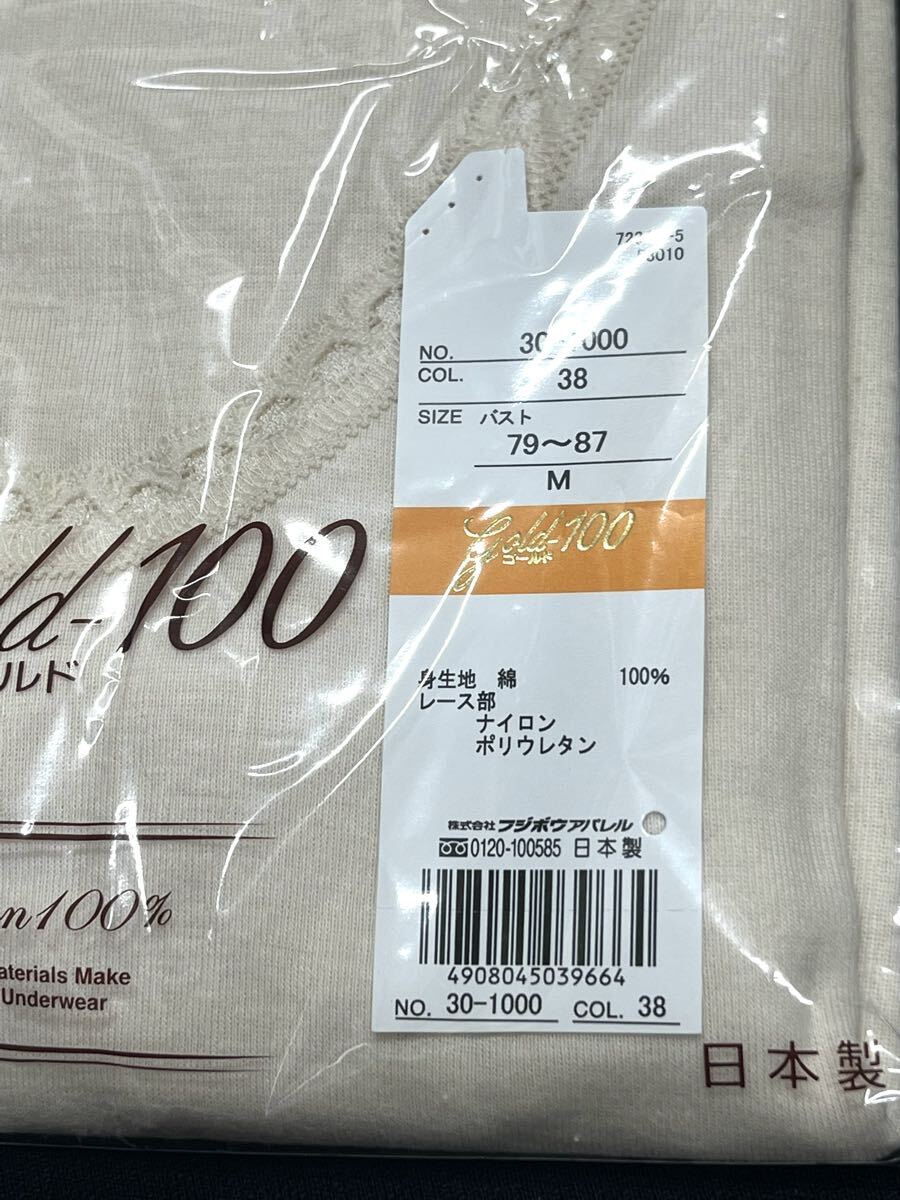 NO. 30-1000
COL. 38
SIZE バスト
79～87
M
Gold-100
ゴールド
身生地 綿 100%
レース部
ナイロン
ポリウレタン
株式会社フジボウアパレル
0120-100585 日本製
4908045039664
NO. 30-1000 COL. 38
ld-100
ルド
n100%
aterials Make
Underwear
日本製